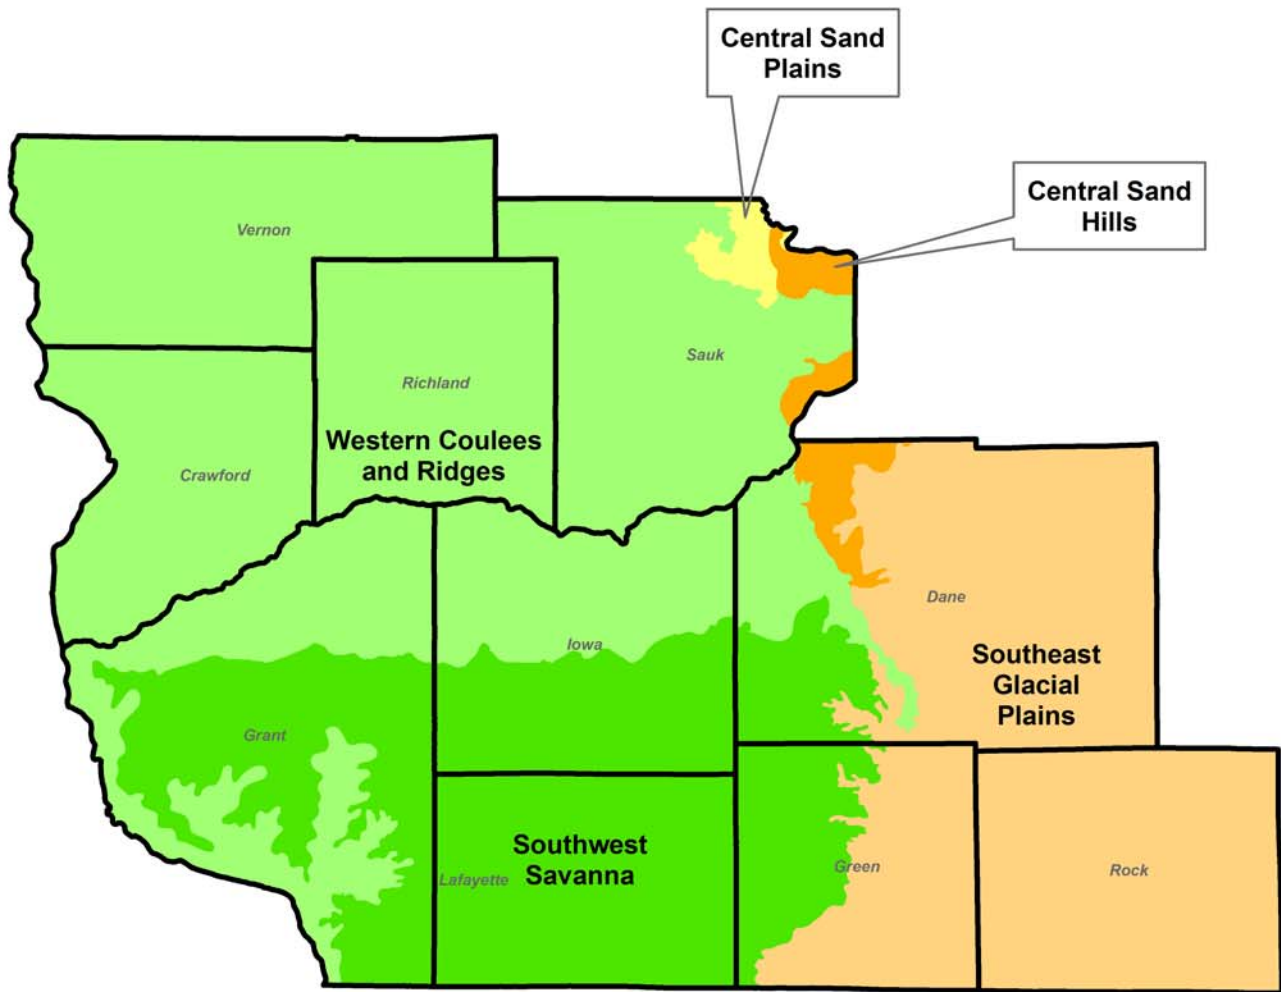 Central Sand
Plains
Central Sand
Hills
Vernon
Sauk
Richland
Western Coulees
and Ridges
Crawford
Dane
Iowa
Southeast
Glacial
Plains
Grant
Southwest
Savanna
Lafayette
Green
Rock